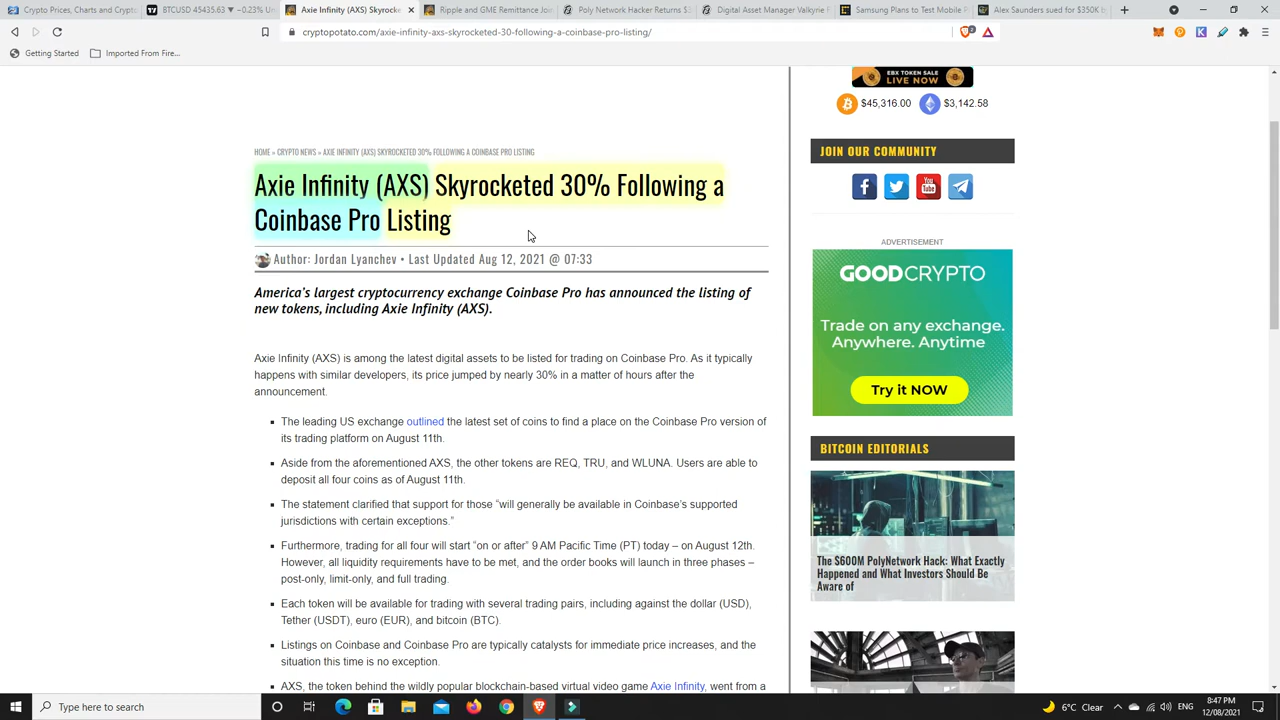 Crypto Prices, Charts, and Cry
BTCUSD 45435.63 ▼ +0.23% Un
Axie Infinity (AXS) Skyrocke
Ripple and GME Remittance Joi
Poly Network Hacker Returns $2
Digital Asset Manager Valkyrie F
Samsung Plans to Test Mobile P
Alex Saunders sued for $350K b
cryptopotato.com/axie-infinity-axs-skyrocketed-30-following-a-coinbase-pro-listing/
Getting Started
Imported From Fire...
EBX TOKEN SALE
LIVE NOW
$45,316.00
$3,142.58
HOME » CRYPTO NEWS » AXIE INFINITY (AXS) SKYROCKETED 30% FOLLOWING A COINBASE PRO LISTING
Axie Infinity (AXS) Skyrocketed 30% Following a
Coinbase Pro Listing
Author: Jordan Lyanchev • Last Updated Aug 12, 2021 @ 07:33
America's largest cryptocurrency exchange Coinbase Pro has announced the listing of
new tokens, including Axie Infinity (AXS).
Axie Infinity (AXS) is among the latest digital assets to be listed for trading on Coinbase Pro. As it typically
happens with similar developers, its price jumped by nearly 30% in a matter of hours after the
announcement.
The leading US exchange outlined the latest set of coins to find a place on the Coinbase Pro version of
its trading platform on August 11th.
Aside from the aforementioned AXS, the other tokens are REQ, TRU, and WLUNA. Users are able to
deposit all four coins as of August 11th.
The statement clarified that support for those “will generally be available in Coinbase's supported
jurisdictions with certain exceptions.”
Furthermore, trading for all four will start “on or after” 9 AM Pacific Time (PT) today – on August 12th.
However, all liquidity requirements have to be met, and the order books will launch in three phases –
post-only, limit-only, and full trading.
Each token will be available for trading with several trading pairs, including against the dollar (USD),
Tether (USDT), euro (EUR), and bitcoin (BTC).
Listings on Coinbase and Coinbase Pro are typically catalysts for immediate price increases, and the
situation this time is no exception.
AXS, the token behind the wildly popular blockchain-based virtual video game Axie Infinity, went from a
JOIN OUR COMMUNITY
You
Tube
ADVERTISEMENT
GOODCRYPTO
Trade on any exchange.
Anywhere. Anytime
Try it NOW
BITCOIN EDITORIALS
The $600M PolyNetwork Hack: What Exactly
Happened and What Investors Should Be
Aware of
Type here to search
6°C Clear
ENG
8:47 PM
12/08/2021